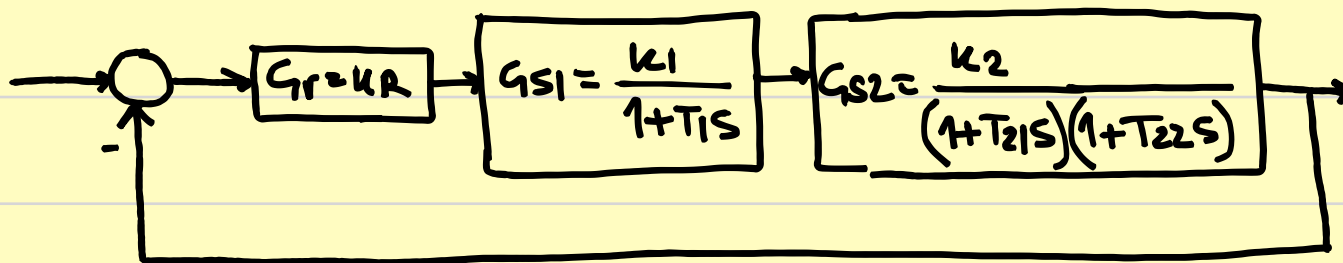 Gr=KR
GS1= K1
1+T1S
GS2= K2
(1+T21S)(1+T22S)
-